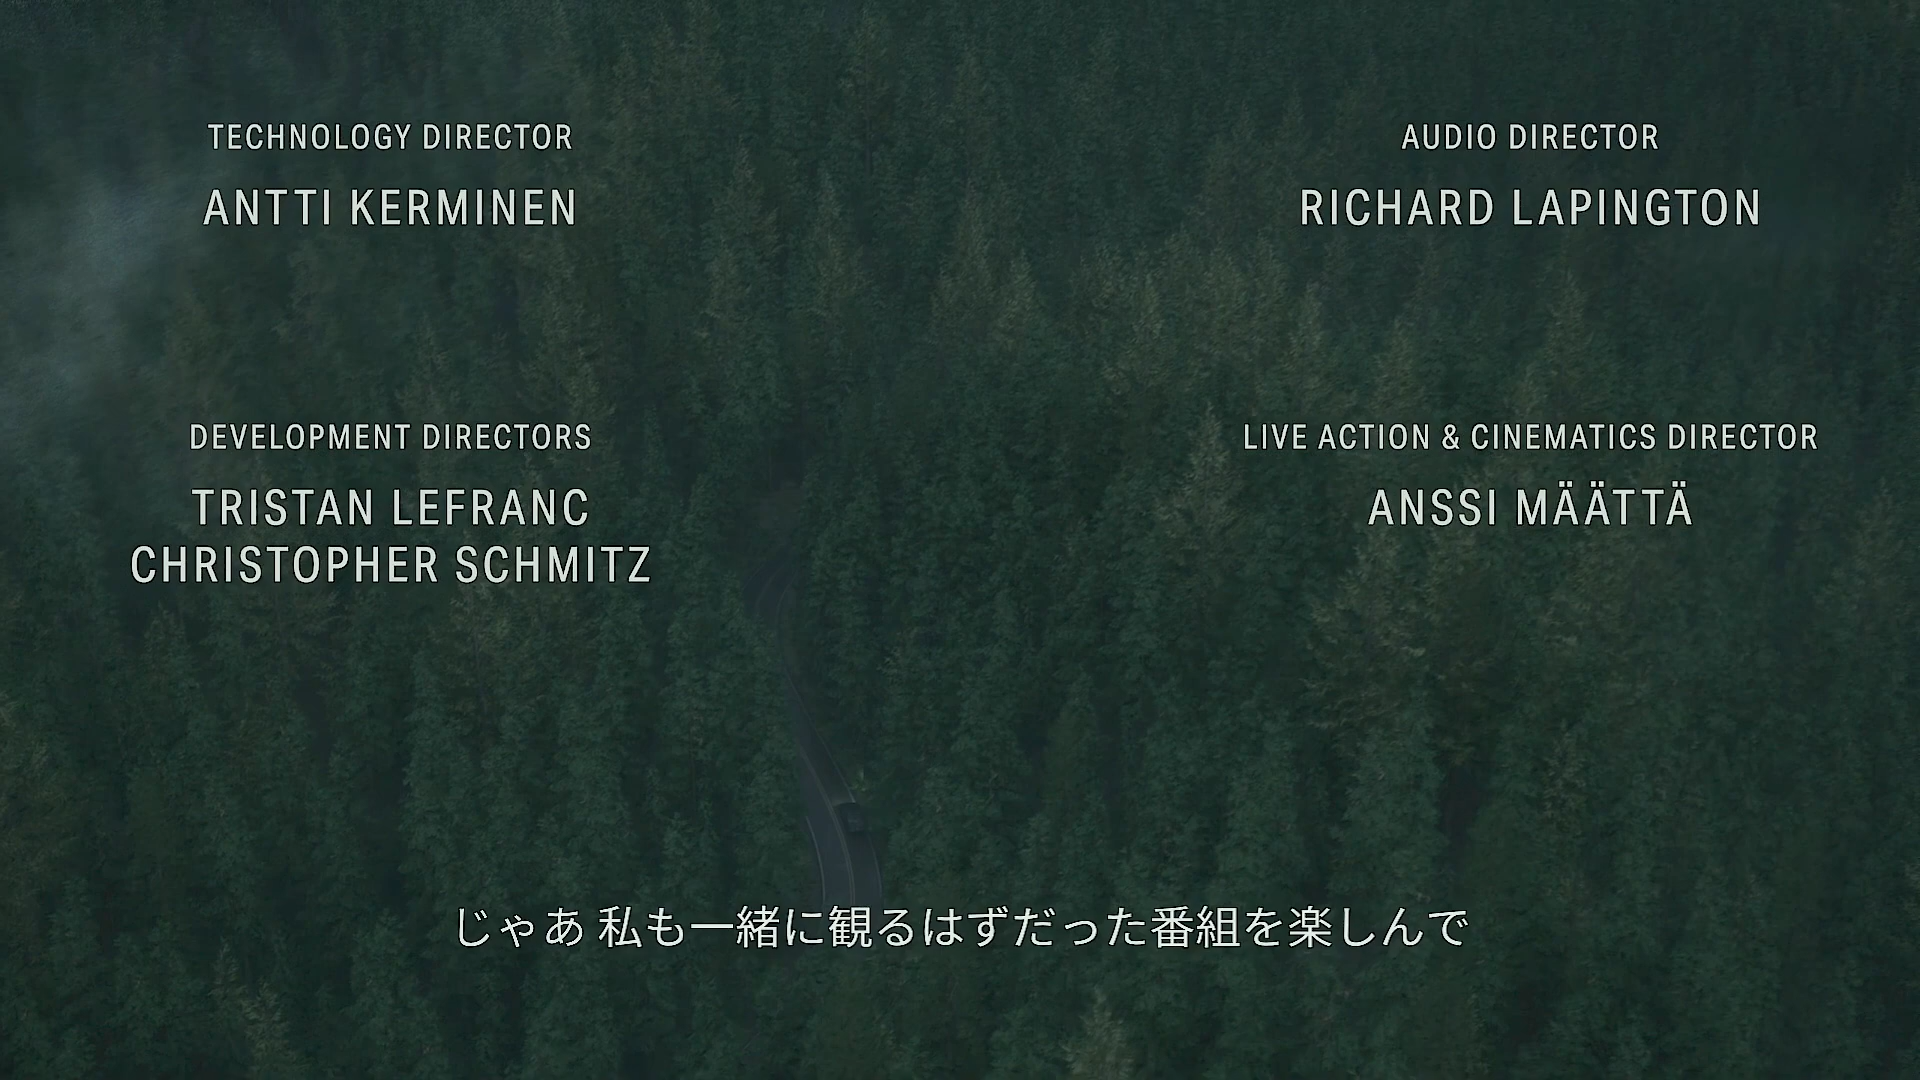 TECHNOLOGY DIRECTOR
ANTTI KERMINEN
AUDIO DIRECTOR
RICHARD LAPINGTON
DEVELOPMENT DIRECTORS
TRISTAN LEFRANC
CHRISTOPHER SCHMITZ
LIVE ACTION & CINEMATICS DIRECTOR
ANSSI MÄÄTTÄ
じゃあ 私も一緒に観るはずだった番組を楽しんで